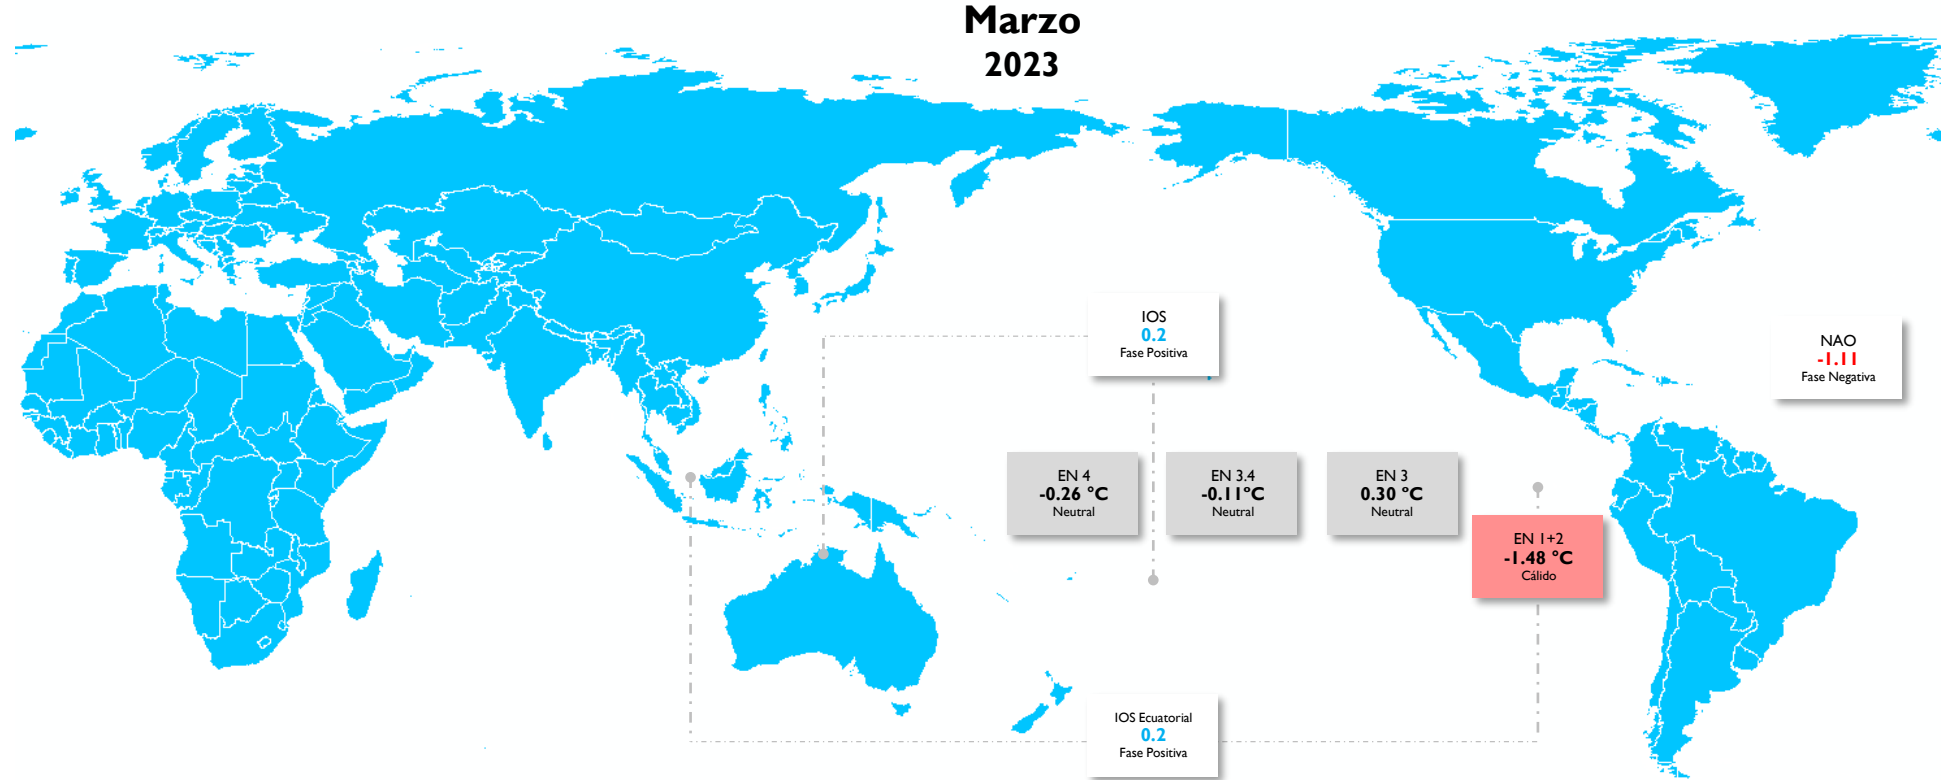 Marzo
2023
IOS
0.2
Fase Positiva
NAO
-1.11
Fase Negativa
EN 4
-0.26 °C
Neutral
EN 3.4
-0.11°C
Neutral
EN 3
0.30 °C
Neutral
EN 1+2
-1.48 °C
Cálido
IOS Ecuatorial
0.2
Fase Positiva